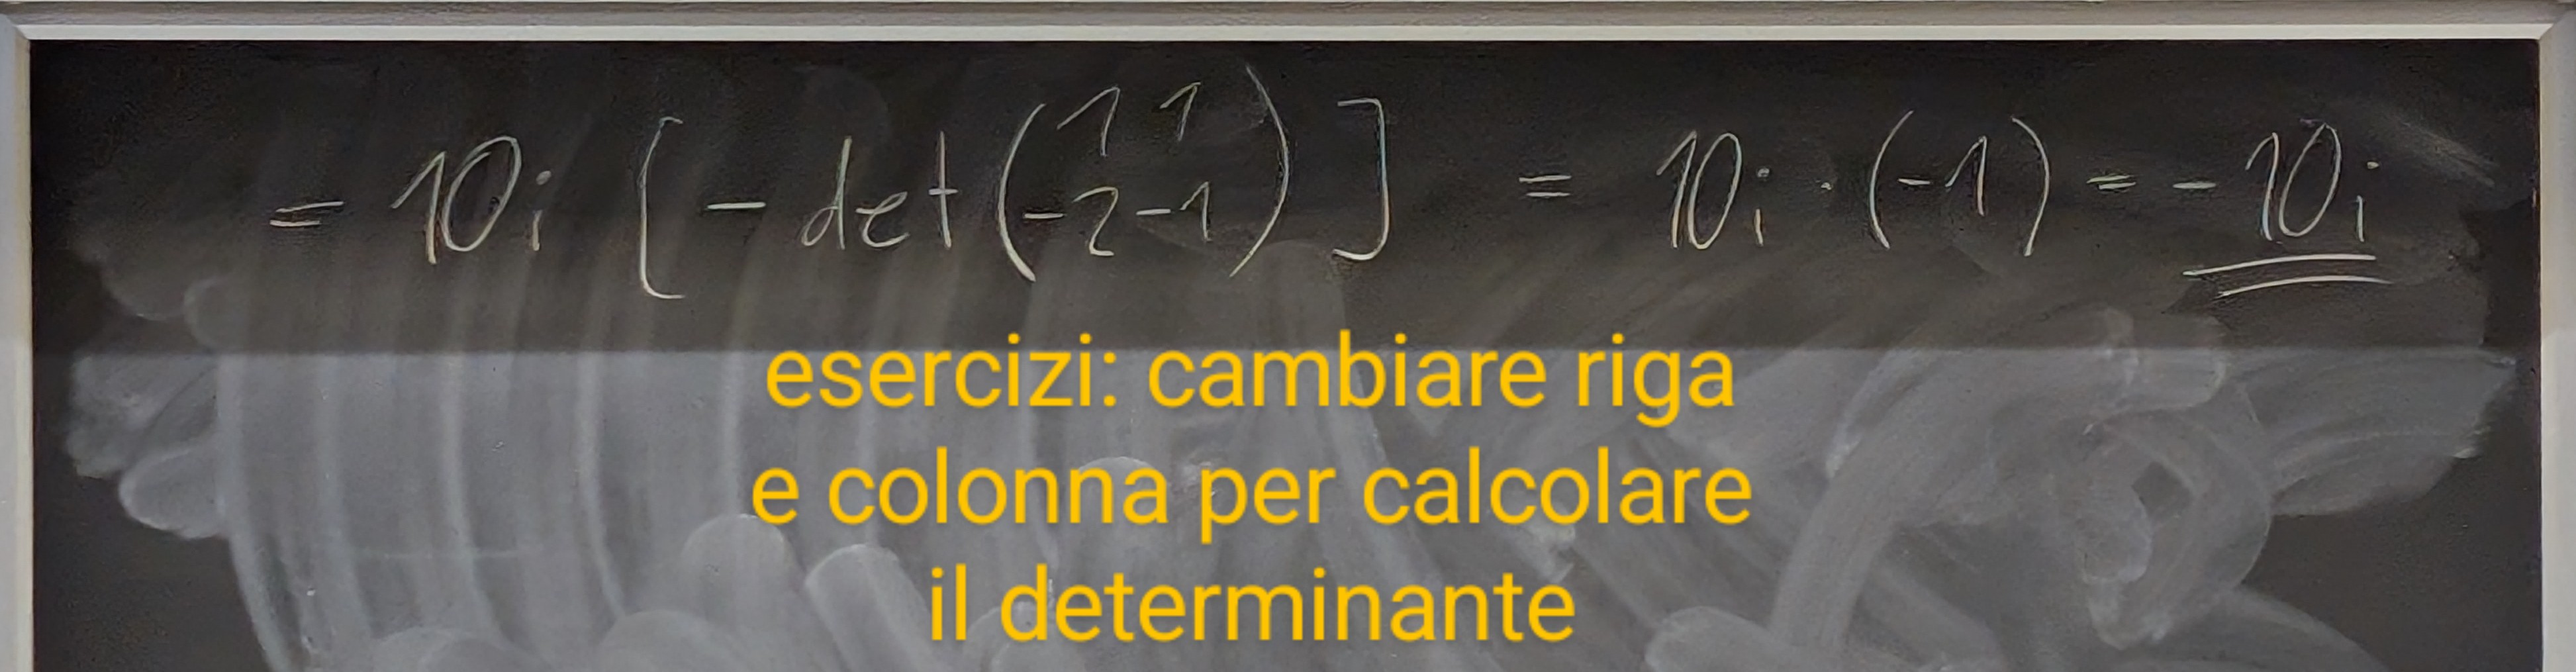 = 10i [ - det ( 1 1 ) ] = 10i · (-1) = - 10i
-2 -1
esercizi: cambiare riga
e colonna per calcolare
il determinante